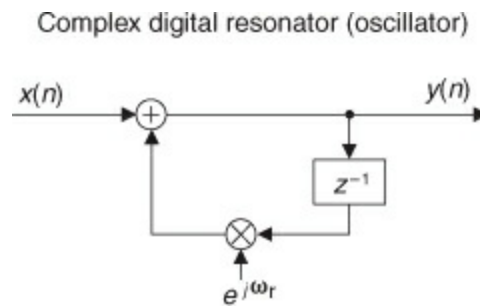 Complex digital resonator (oscillator)
x(n) y(n)
+
z⁻¹
×
e^{jωr}